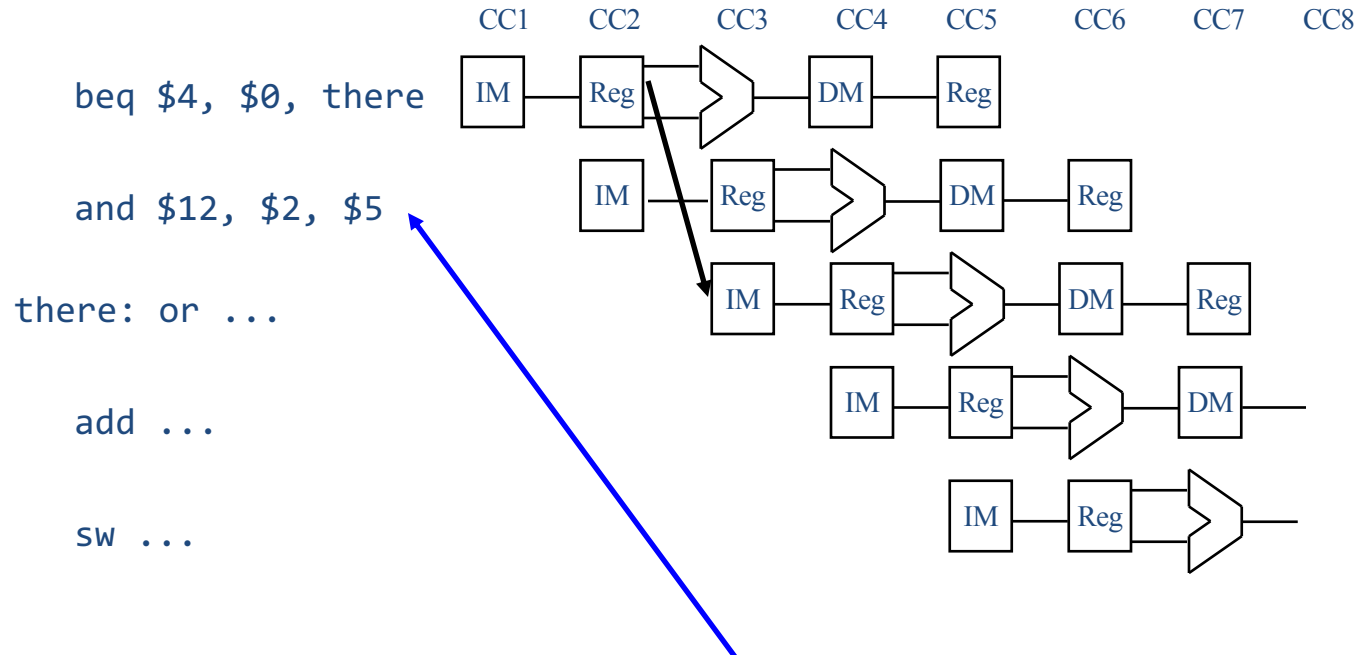 CC1 CC2 CC3 CC4 CC5 CC6 CC7 CC8
beq $4, $0, there IM Reg DM Reg
and $12, $2, $5 IM Reg DM Reg
there: or ... IM Reg DM Reg
add ... IM Reg DM
sw ... IM Reg